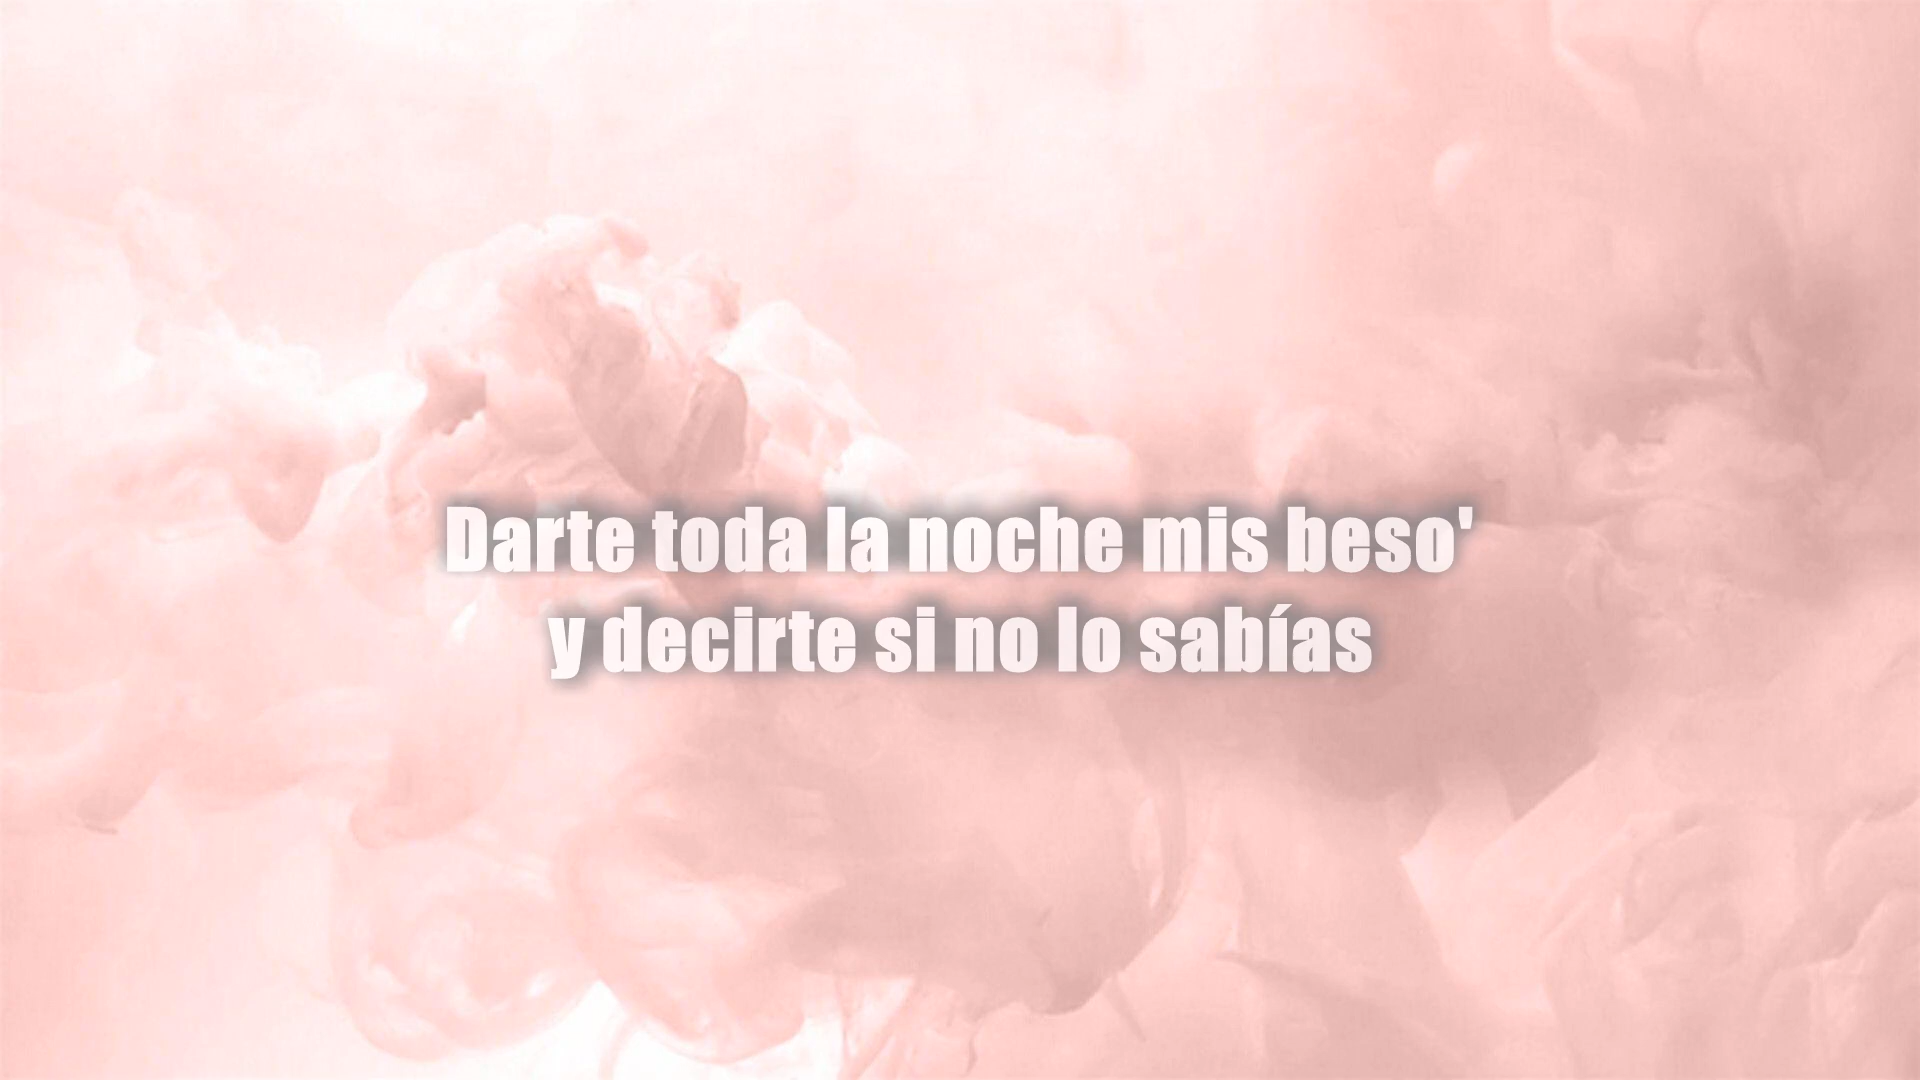 Darte toda la noche mis beso'
y decirte si no lo sabías